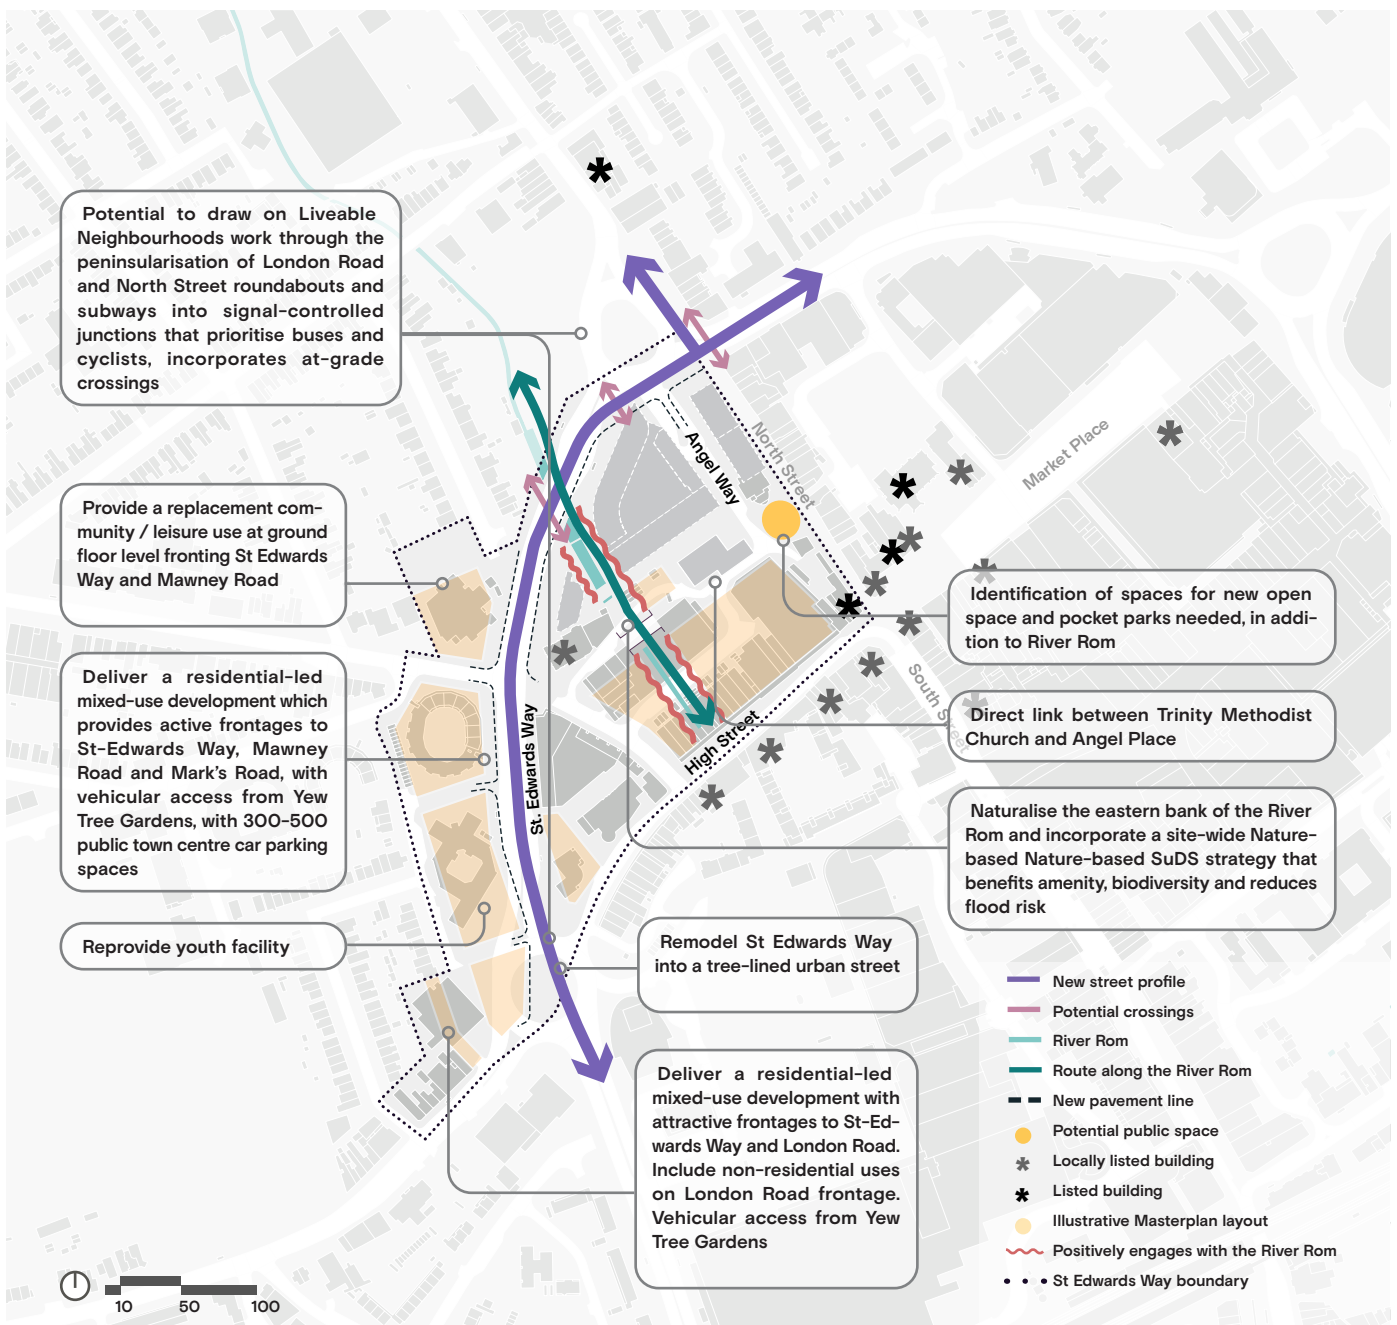 Potential to draw on Liveable
Neighbourhoods work through the
peninsularisation of London Road
and North Street roundabouts and
subways into signal-controlled
junctions that prioritise buses and
cyclists, incorporates at-grade
crossings
Provide a replacement com-
munity / leisure use at ground
floor level fronting St Edwards
Way and Mawney Road
Deliver a residential-led
mixed-use development which
provides active frontages to
St-Edwards Way, Mawney
Road and Mark's Road, with
vehicular access from Yew
Tree Gardens, with 300-500
public town centre car parking
spaces
Reprovide youth facility
Angel Way
North Street
Market Place
South Street
High Street
St. Edwards Way
Identification of spaces for new open
space and pocket parks needed, in addi-
tion to River Rom
Direct link between Trinity Methodist
Church and Angel Place
Naturalise the eastern bank of the River
Rom and incorporate a site-wide Nature-
based Nature-based SuDS strategy that
benefits amenity, biodiversity and reduces
flood risk
Remodel St Edwards Way
into a tree-lined urban street
Deliver a residential-led
mixed-use development with
attractive frontages to St-Ed-
wards Way and London Road.
Include non-residential uses
on London Road frontage.
Vehicular access from Yew
Tree Gardens
New street profile
Potential crossings
River Rom
Route along the River Rom
New pavement line
Potential public space
Locally listed building
Listed building
Illustrative Masterplan layout
Positively engages with the River Rom
St Edwards Way boundary
10 50 100